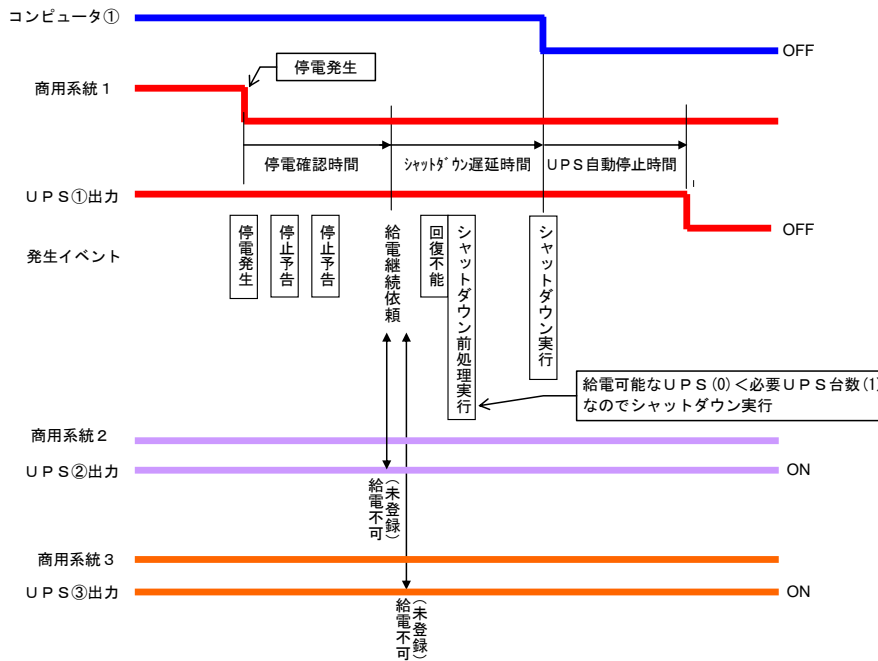 コンピュータ①
OFF
停電発生
商用系統1
停電確認時間
ｼｬｯﾄﾀﾞｳﾝ遅延時間
UPS自動停止時間
UPS①出力
OFF
発生イベント
停電発生
停止予告
停止予告
給電継続依頼
回復不能
シャットダウン前処理実行
シャットダウン実行
給電可能なUPS(0)＜必要UPS台数(1)
なのでシャットダウン実行
商用系統2
UPS②出力
ON
給電不可
(未登録)
商用系統3
UPS③出力
ON
給電不可
(未登録)